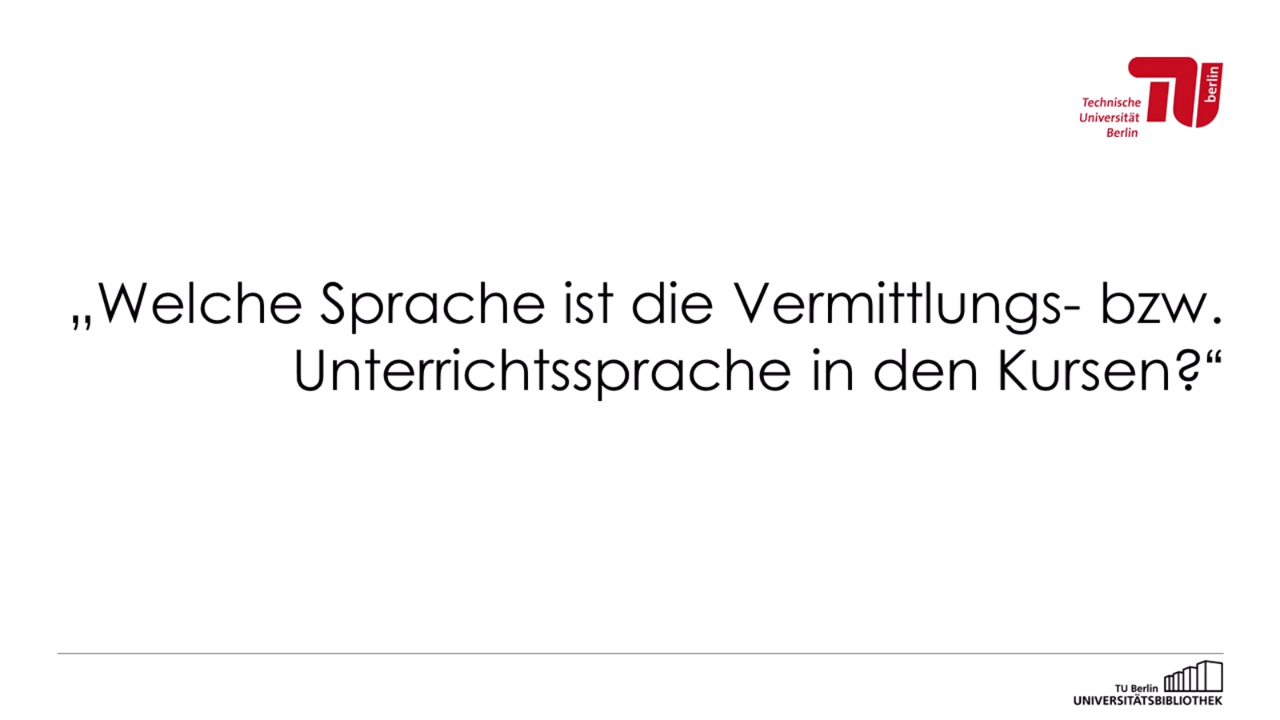 Technische
Universität
Berlin
berlin
„Welche Sprache ist die Vermittlungs- bzw.
Unterrichtssprache in den Kursen?“
TU Berlin
UNIVERSITÄTSBIBLIOTHEK